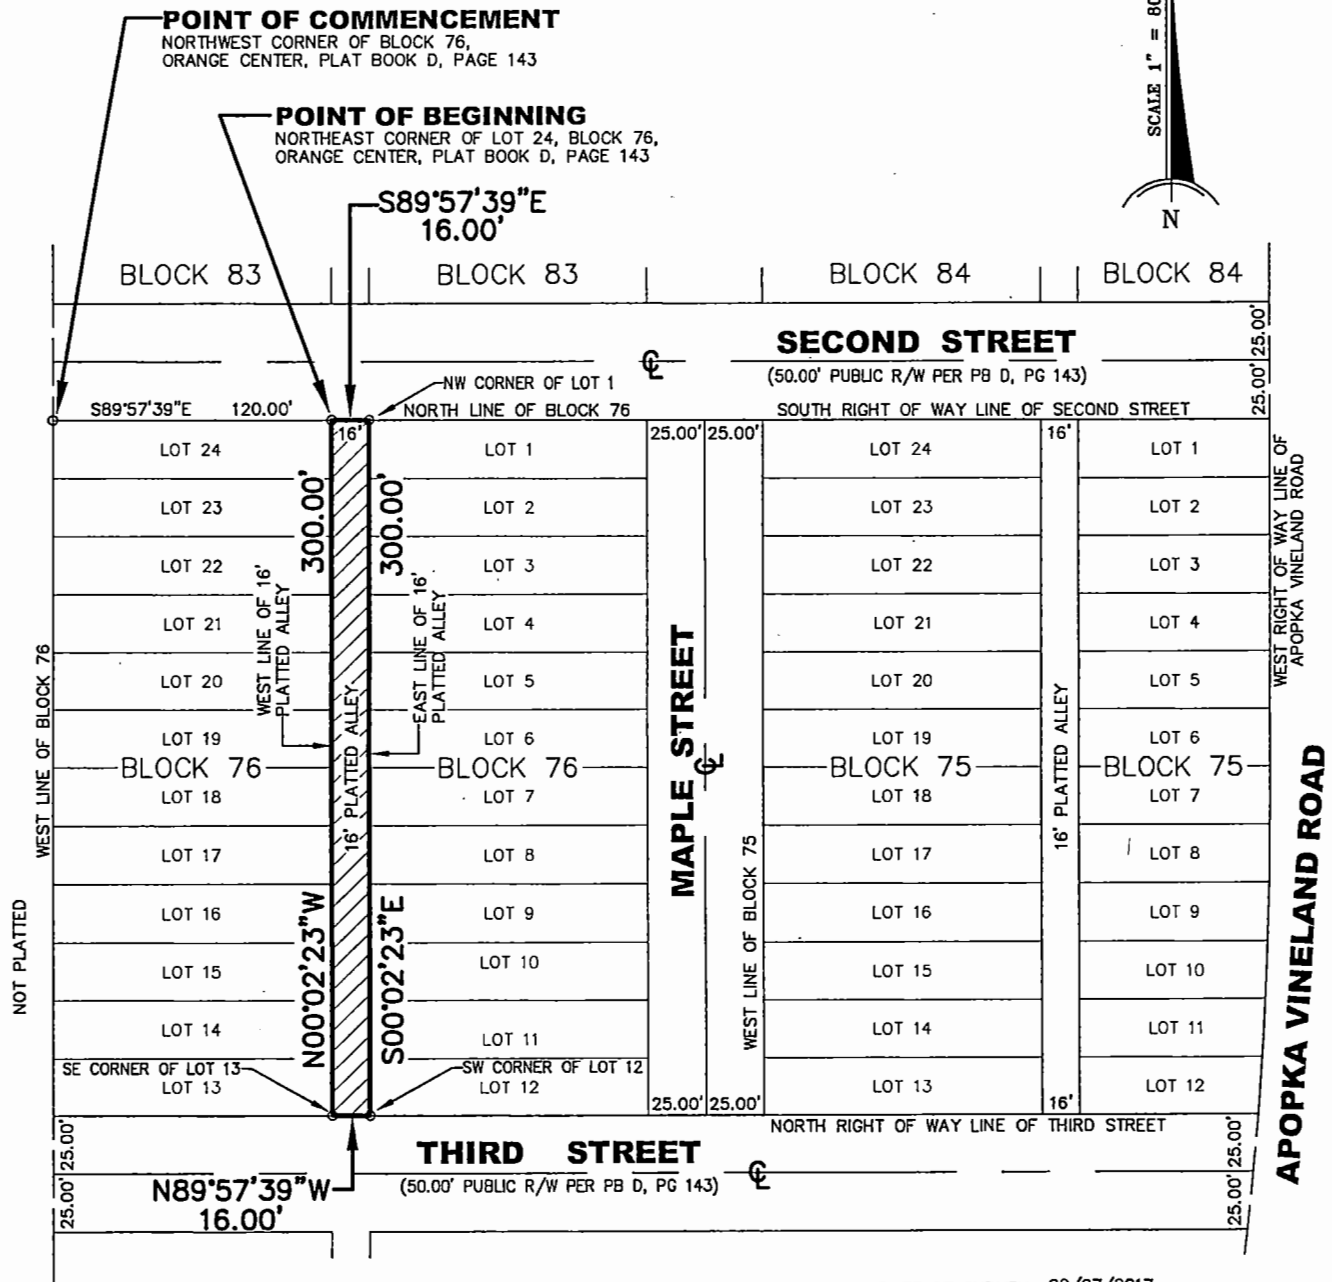 POINT OF COMMENCEMENT
NORTHWEST CORNER OF BLOCK 76,
ORANGE CENTER, PLAT BOOK D, PAGE 143
POINT OF BEGINNING
NORTHEAST CORNER OF LOT 24, BLOCK 76,
ORANGE CENTER, PLAT BOOK D, PAGE 143
S89°57'39"E
16.00'
SCALE 1" = 80
N
BLOCK 83
BLOCK 83
BLOCK 84
BLOCK 84
SECOND STREET
(50.00' PUBLIC R/W PER PB D, PG 143)
℄
25.00'
25.00'
NW CORNER OF LOT 1
S89°57'39"E 120.00'
NORTH LINE OF BLOCK 76
SOUTH RIGHT OF WAY LINE OF SECOND STREET
16'
25.00'
25.00'
16'
LOT 24
LOT 1
LOT 24
LOT 1
LOT 23
LOT 2
LOT 23
LOT 2
LOT 22
LOT 3
LOT 22
LOT 3
LOT 21
LOT 4
LOT 21
LOT 4
LOT 20
LOT 5
LOT 20
LOT 5
LOT 19
LOT 6
LOT 19
LOT 6
BLOCK 76
BLOCK 76
BLOCK 75
BLOCK 75
LOT 18
LOT 7
LOT 18
LOT 7
LOT 17
LOT 8
LOT 17
LOT 8
LOT 16
LOT 9
LOT 16
LOT 9
LOT 15
LOT 10
LOT 15
LOT 10
LOT 14
LOT 11
LOT 14
LOT 11
SE CORNER OF LOT 13
SW CORNER OF LOT 12
LOT 13
LOT 12
LOT 13
LOT 12
300.00'
300.00'
WEST LINE OF 16'
PLATTED ALLEY
EAST LINE OF 16'
PLATTED ALLEY
16' PLATTED ALLEY
N00°02'23"W
S00°02'23"E
WEST LINE OF BLOCK 76
NOT PLATTED
MAPLE STREET
℄
WEST LINE OF BLOCK 75
16' PLATTED ALLEY
WEST RIGHT OF WAY LINE OF
APOPKA VINELAND ROAD
APOPKA VINELAND ROAD
25.00'
25.00'
16'
NORTH RIGHT OF WAY LINE OF THIRD STREET
THIRD STREET
(50.00' PUBLIC R/W PER PB D, PG 143)
℄
N89°57'39"W
16.00'
25.00'
25.00'
25.00'
25.00'